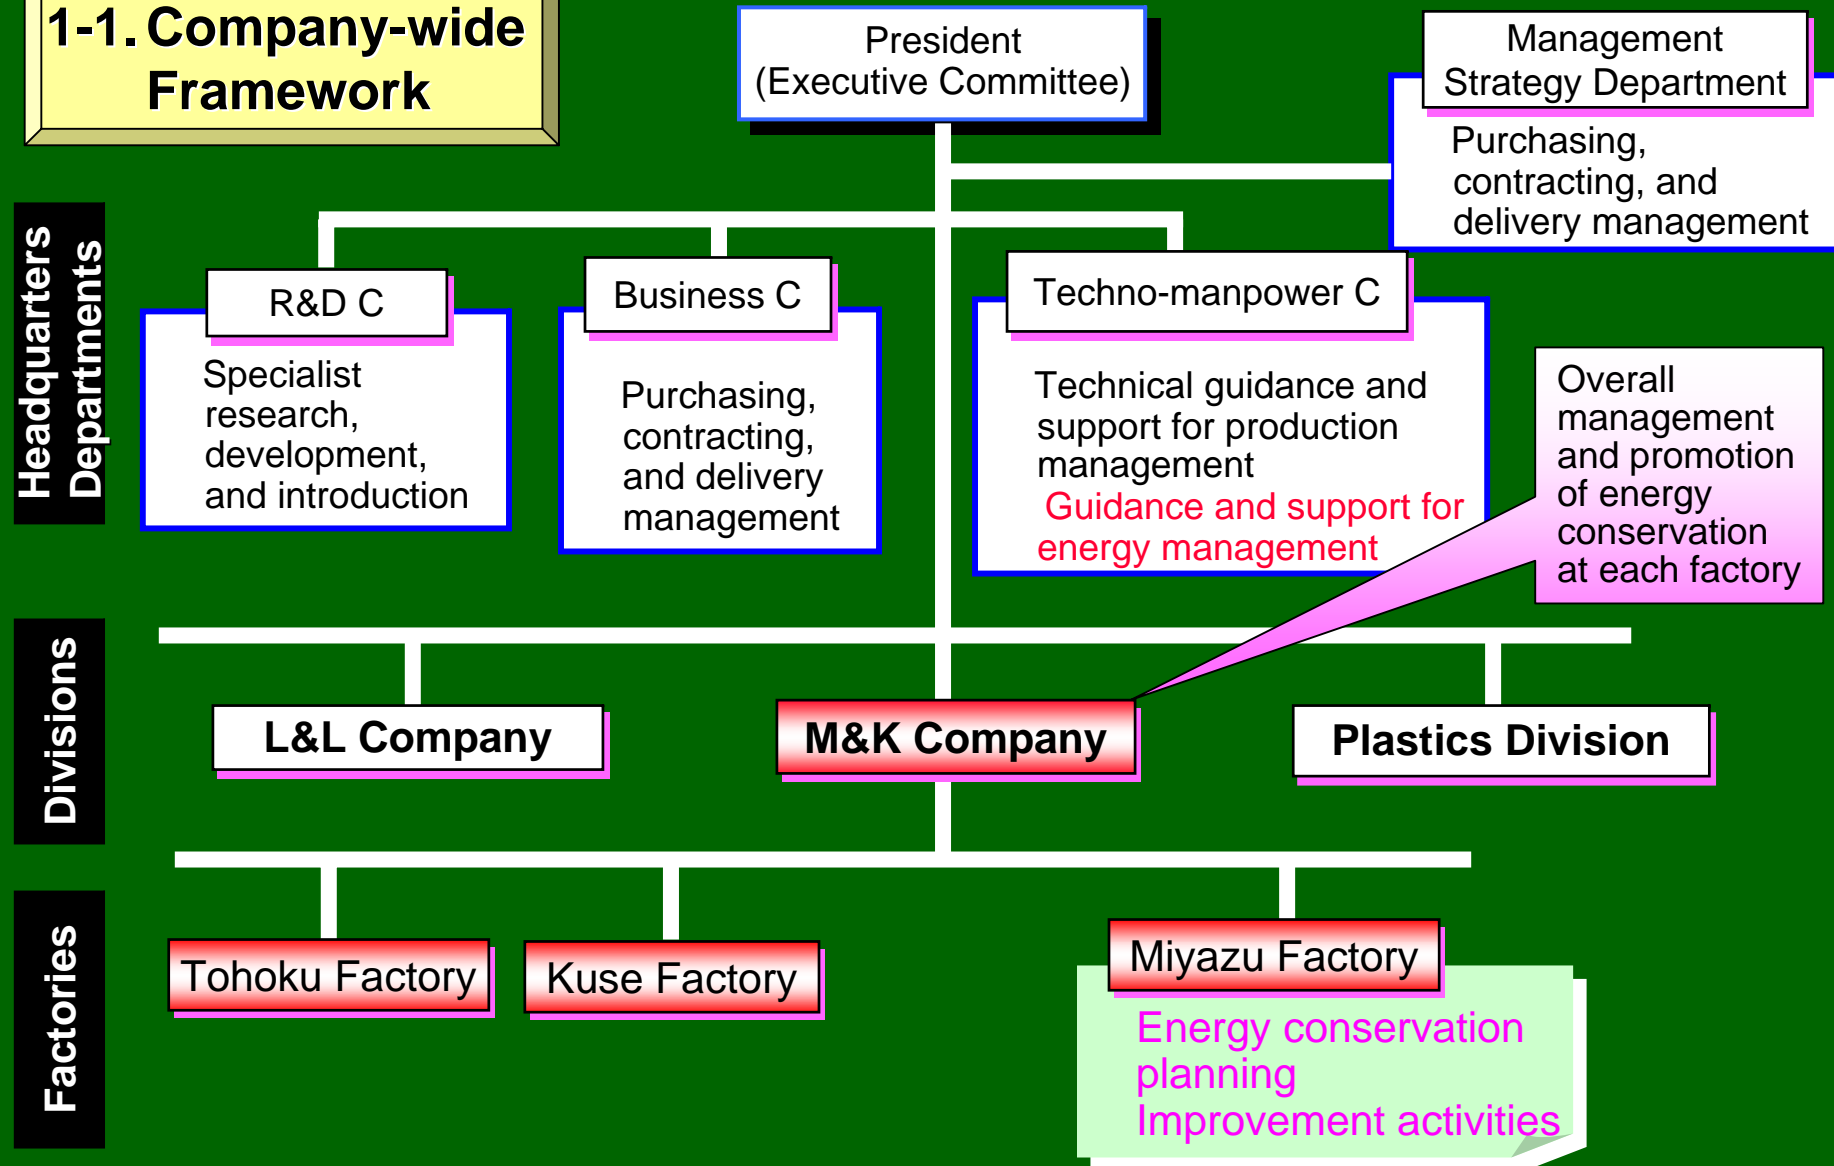 1-1. Company-wide
Framework
President
(Executive Committee)
Management
Strategy Department
Purchasing,
contracting, and
delivery management
Headquarters
Departments
R&D C
Specialist
research,
development,
and introduction
Business C
Purchasing,
contracting,
and delivery
management
Techno-manpower C
Technical guidance and
support for production
management
Guidance and support for
energy management
Overall
management
and promotion
of energy
conservation
at each factory
Divisions
L&L Company
M&K Company
Plastics Division
Factories
Tohoku Factory
Kuse Factory
Miyazu Factory
Energy conservation
planning
Improvement activities